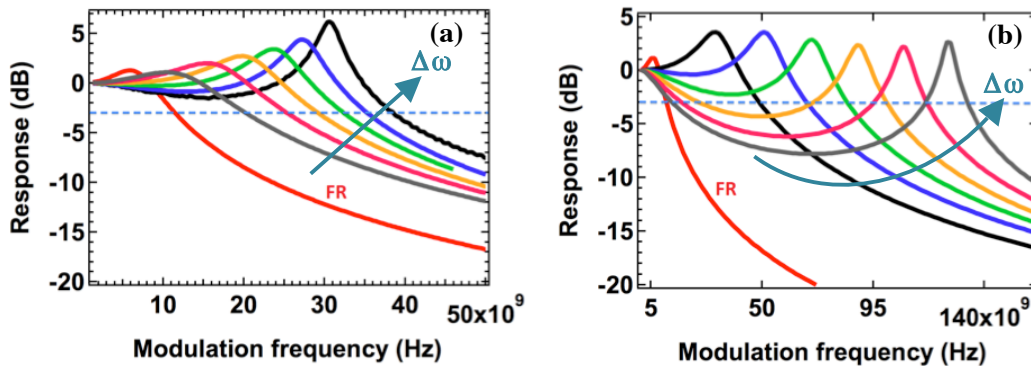 (a)
5
0
-5
-10
-15
-20
Response (dB)
Δω
FR
10
20
30
40
50x10⁹
Modulation frequency (Hz)
(b)
5
0
-5
-10
-15
-20
Response (dB)
Δω
FR
5
50
95
140x10⁹
Modulation frequency (Hz)